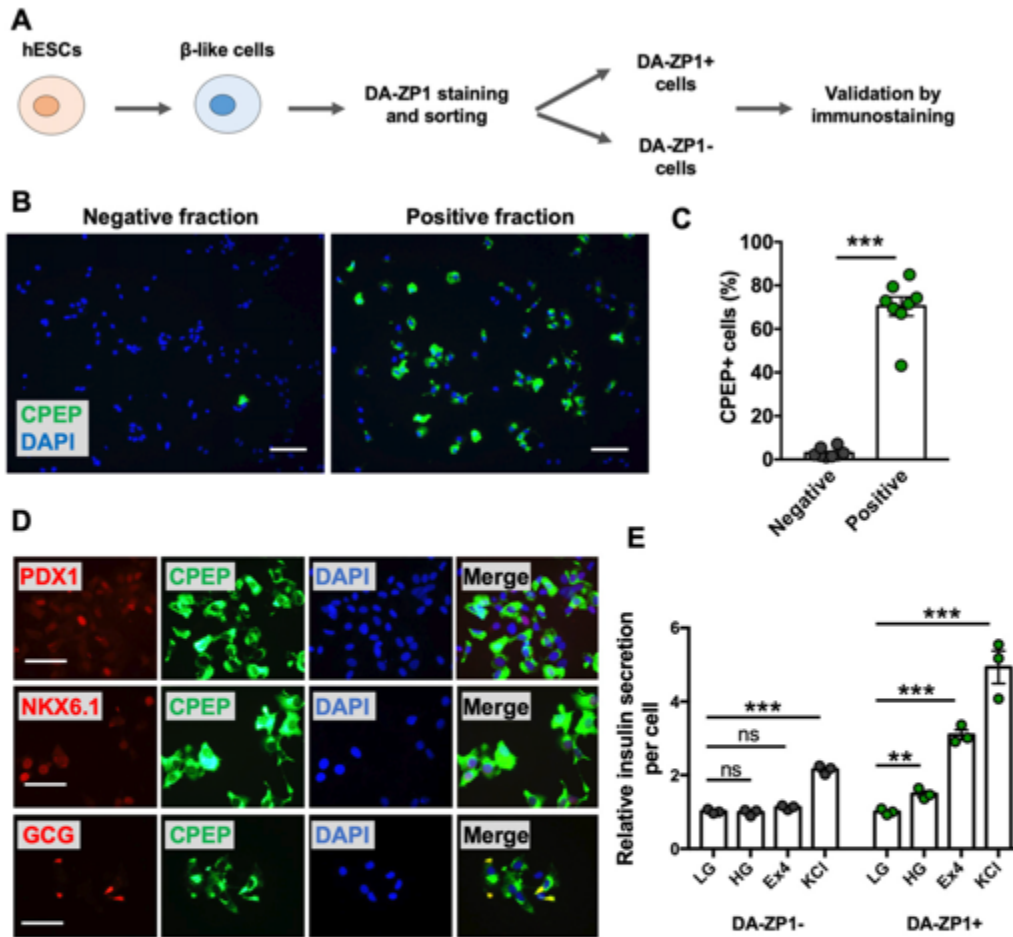 A
hESCs
β-like cells
DA-ZP1 staining
and sorting
DA-ZP1+
cells
DA-ZP1-
cells
Validation by
immunostaining
B
Negative fraction
Positive fraction
CPEP
DAPI
C
CPEP+ cells (%)
100
80
60
40
20
0
***
Negative
Positive
D
PDX1
CPEP
DAPI
Merge
NKX6.1
CPEP
DAPI
Merge
GCG
CPEP
DAPI
Merge
E
Relative insulin secretion
per cell
6
4
2
0
***
ns
ns
***
***
**
LG
HG
Ex4
KCl
LG
HG
Ex4
KCl
DA-ZP1-
DA-ZP1+